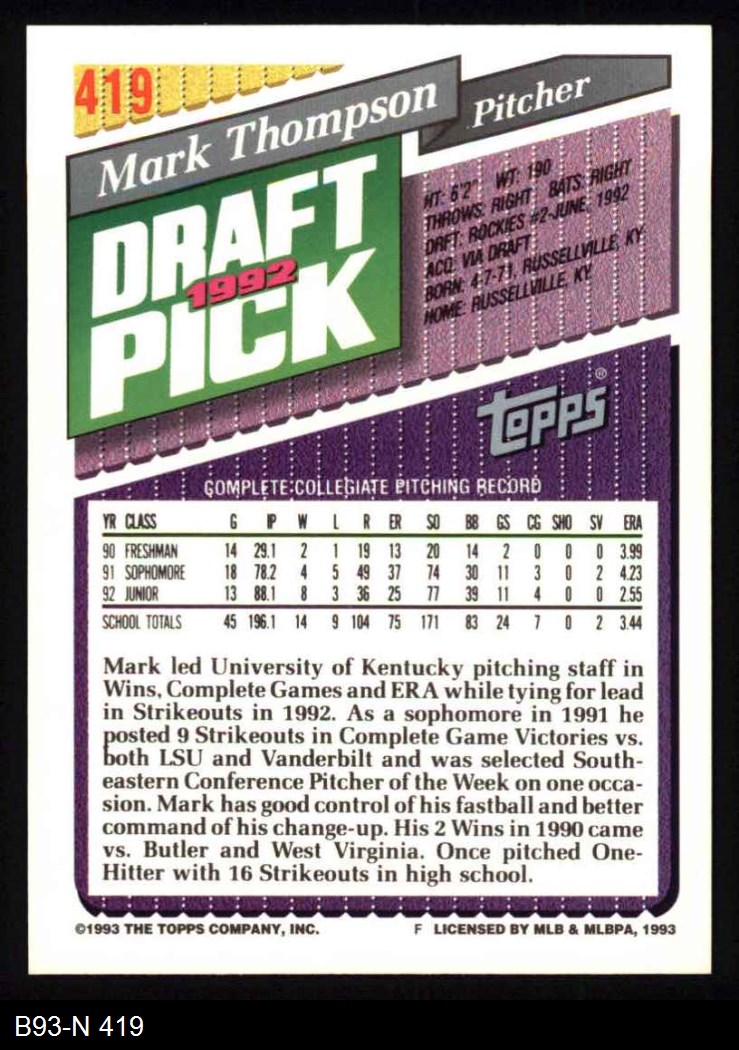 419
Mark Thompson
Pitcher
DRAFT
1992
PICK
HT: 6'2" WT: 190
THROWS: RIGHT BATS: RIGHT
DRFT: ROCKIES #2-JUNE, 1992
ACQ: VIA DRAFT
BORN: 4-7-71, RUSSELLVILLE, KY
HOME: RUSSELLVILLE, KY
Topps®
COMPLETE COLLEGIATE PITCHING RECORD
YR CLASS G IP W L R ER SO BB GS CG SHO SV ERA
90 FRESHMAN 14 29.1 2 1 19 13 20 14 2 0 0 0 3.99
91 SOPHOMORE 18 78.2 4 5 49 37 74 30 11 3 0 2 4.23
92 JUNIOR 13 88.1 8 3 36 25 77 39 11 4 0 0 2.55
SCHOOL TOTALS 45 196.1 14 9 104 75 171 83 24 7 0 2 3.44
Mark led University of Kentucky pitching staff in
Wins, Complete Games and ERA while tying for lead
in Strikeouts in 1992. As a sophomore in 1991 he
posted 9 Strikeouts in Complete Game Victories vs.
both LSU and Vanderbilt and was selected South-
eastern Conference Pitcher of the Week on one occa-
sion. Mark has good control of his fastball and better
command of his change-up. His 2 Wins in 1990 came
vs. Butler and West Virginia. Once pitched One-
Hitter with 16 Strikeouts in high school.
©1993 THE TOPPS COMPANY, INC. F LICENSED BY MLB & MLBPA, 1993
B93-N 419